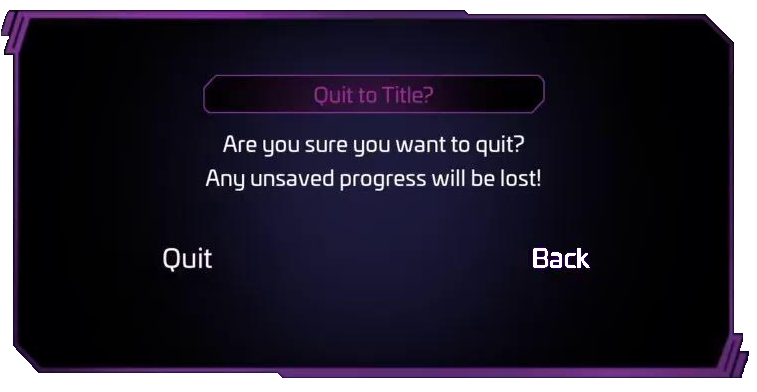 Quit to Title?
Are you sure you want to quit?
Any unsaved progress will be lost!
Quit
Back